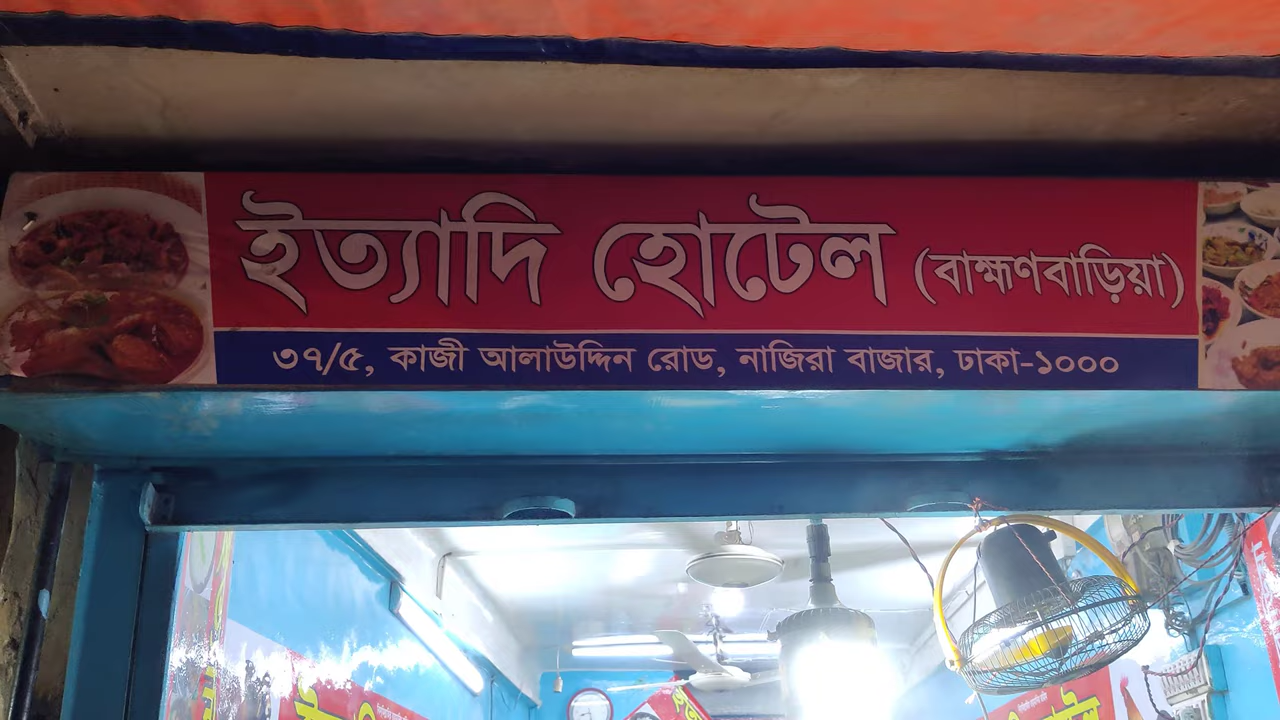 ইত্যাদি হোটেল (বাহ্মণবাড়িয়া)
৩৭/৫, কাজী আলাউদ্দিন রোড, নাজিরা বাজার, ঢাকা-১০০০